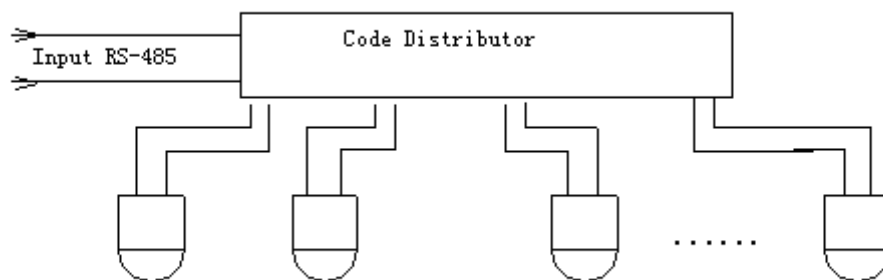 Code Distributor
Input RS-485
......